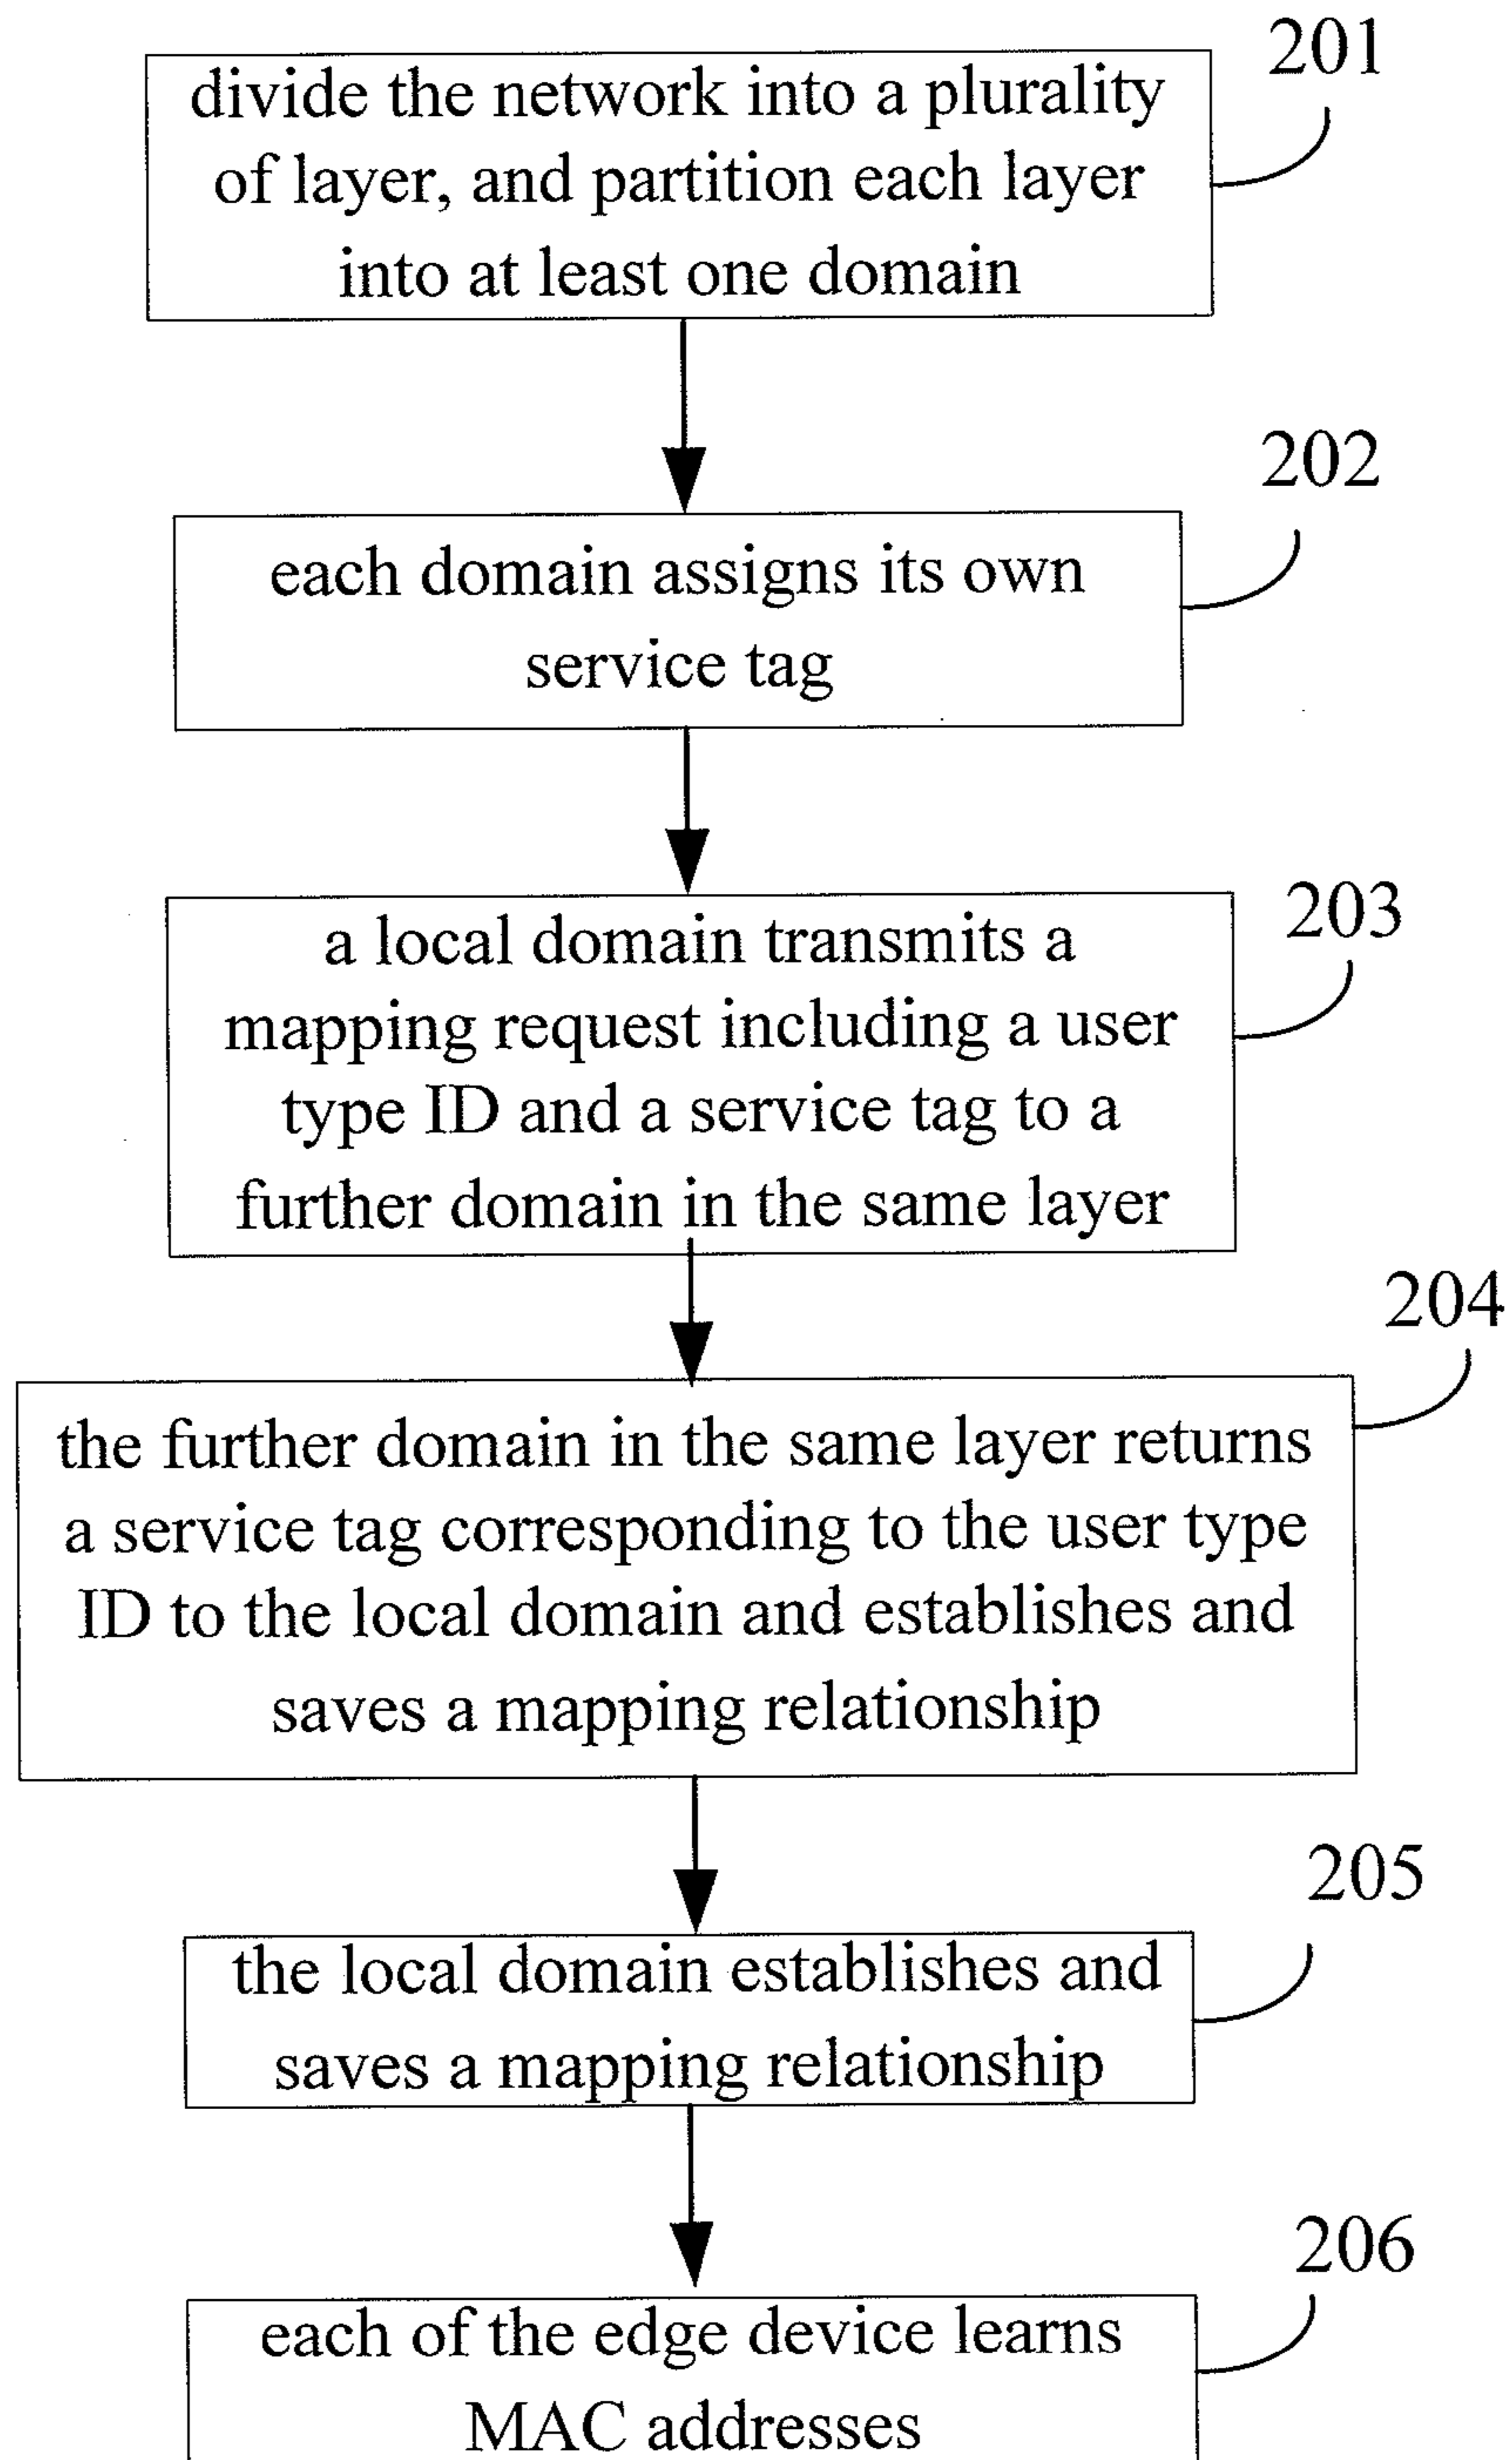 201
divide the network into a plurality
of layer, and partition each layer
into at least one domain
202
each domain assigns its own
service tag
203
a local domain transmits a
mapping request including a user
type ID and a service tag to a
further domain in the same layer
204
the further domain in the same layer returns
a service tag corresponding to the user type
ID to the local domain and establishes and
saves a mapping relationship
205
the local domain establishes and
saves a mapping relationship
206
each of the edge device learns
MAC addresses